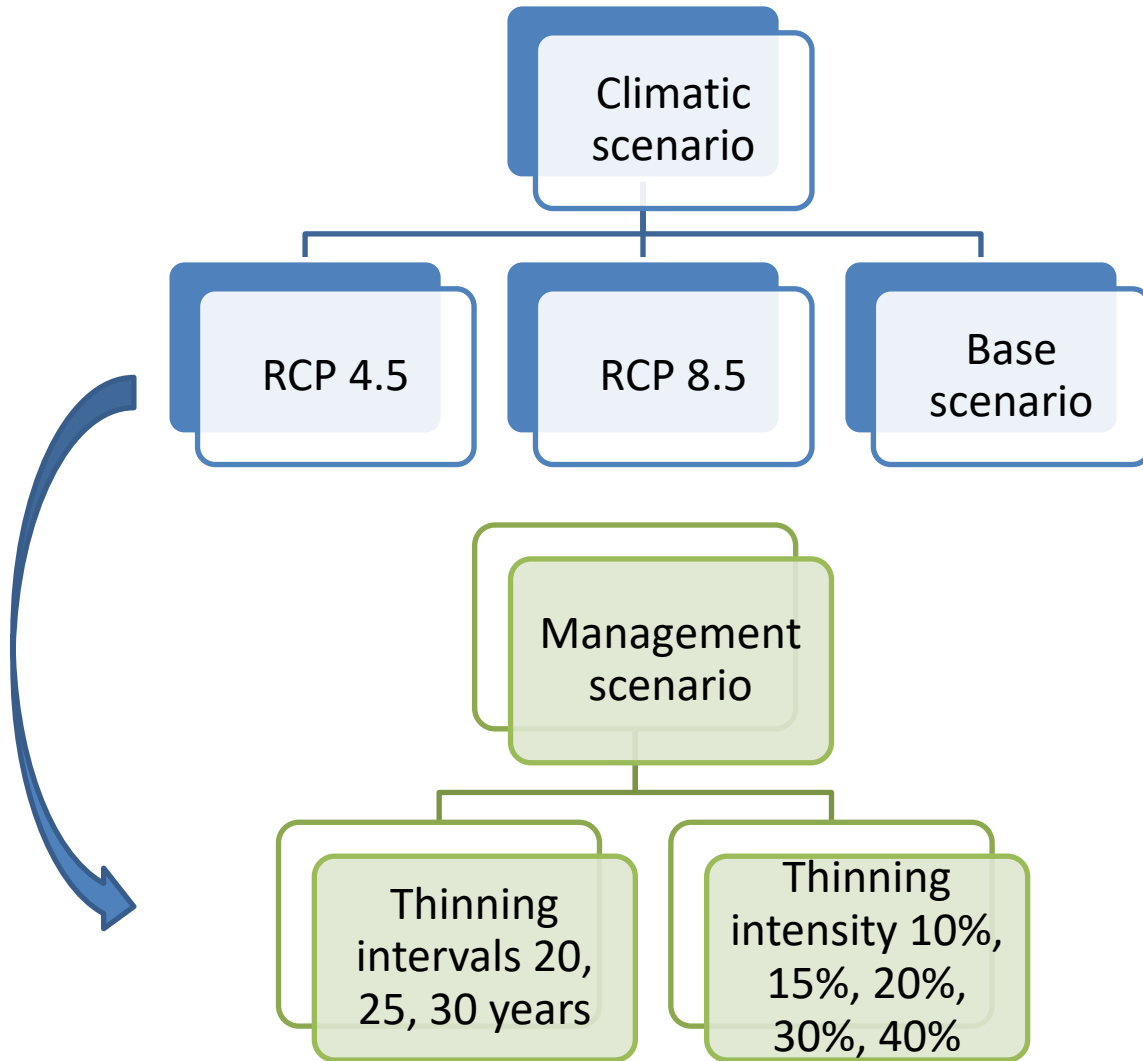 Climatic
scenario
RCP 4.5
RCP 8.5
Base
scenario
Management
scenario
Thinning
intervals 20,
25, 30 years
Thinning
intensity 10%,
15%, 20%,
30%, 40%